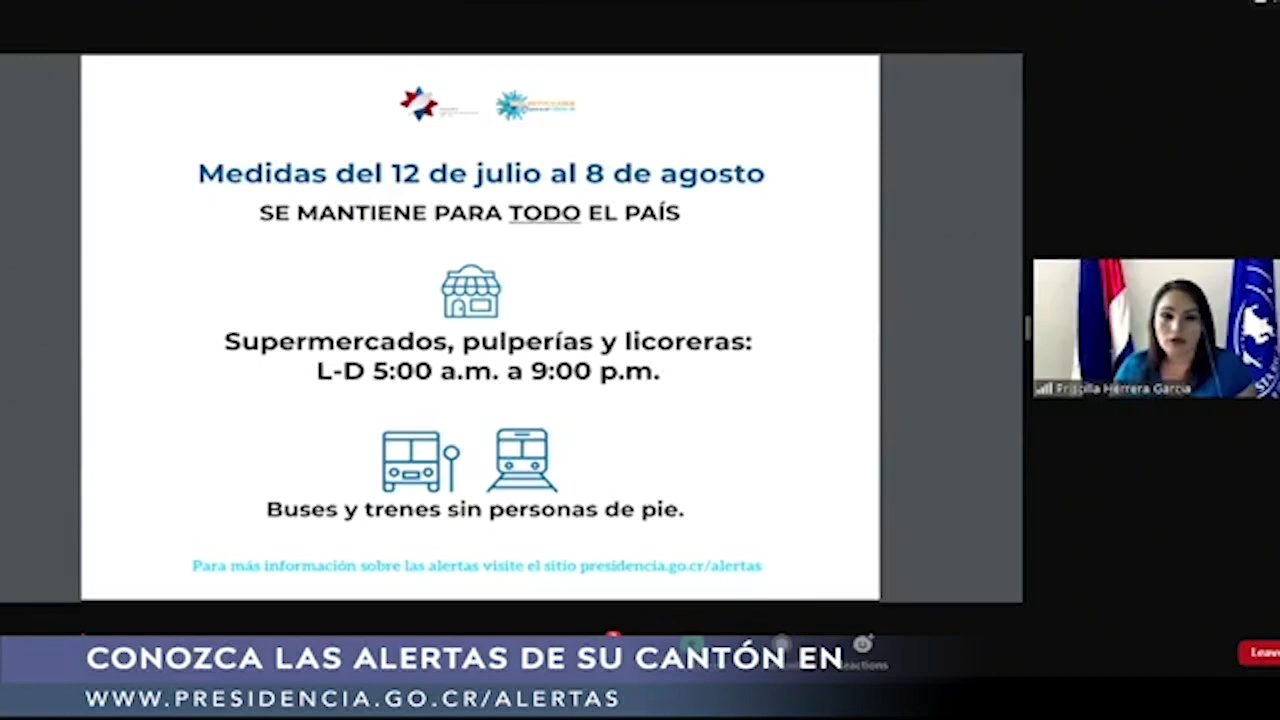 Medidas del 12 de julio al 8 de agosto
SE MANTIENE PARA TODO EL PAÍS
Supermercados, pulperías y licoreras:
L-D 5:00 a.m. a 9:00 p.m.
Buses y trenes sin personas de pie.
Para más información sobre las alertas visite el sitio presidencia.go.cr/alertas
Priscilla Herrera Garcia
CONOZCA LAS ALERTAS DE SU CANTÓN EN
WWW.PRESIDENCIA.GO.CR/ALERTAS
Leave